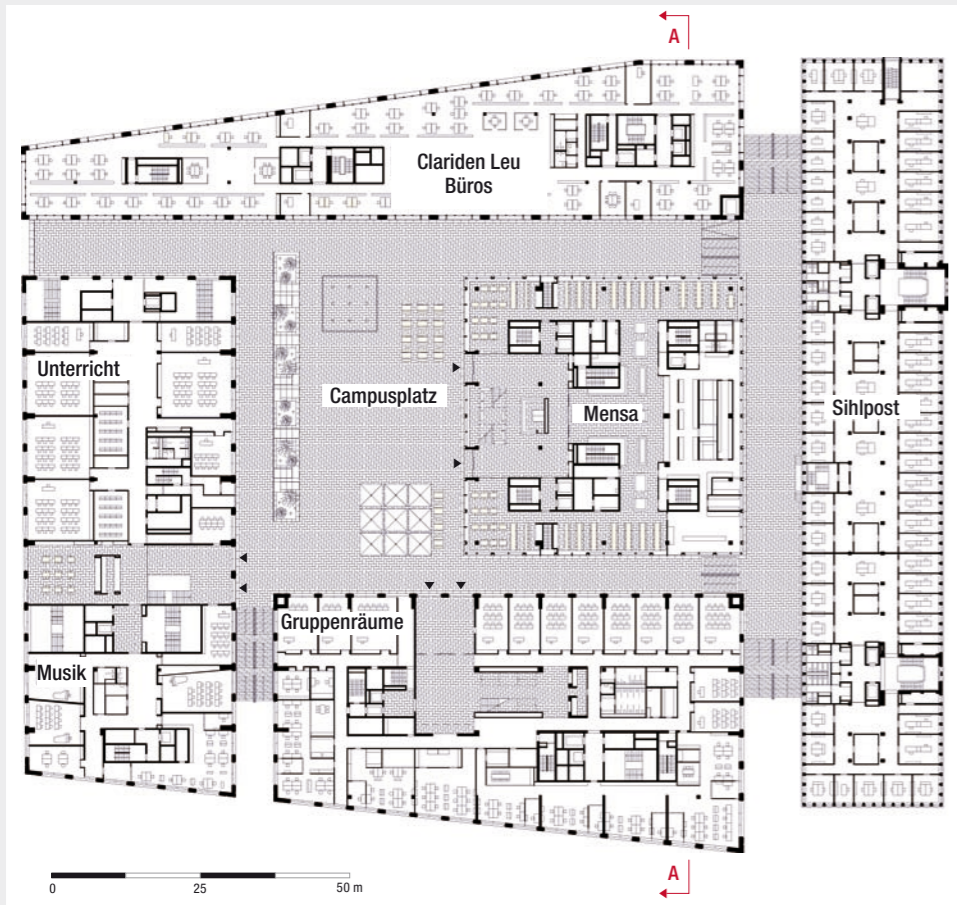 A
Clariden Leu
Büros
Unterricht
Campusplatz
Mensa
Sihlpost
Gruppenräume
Musik
A
0
25
50 m